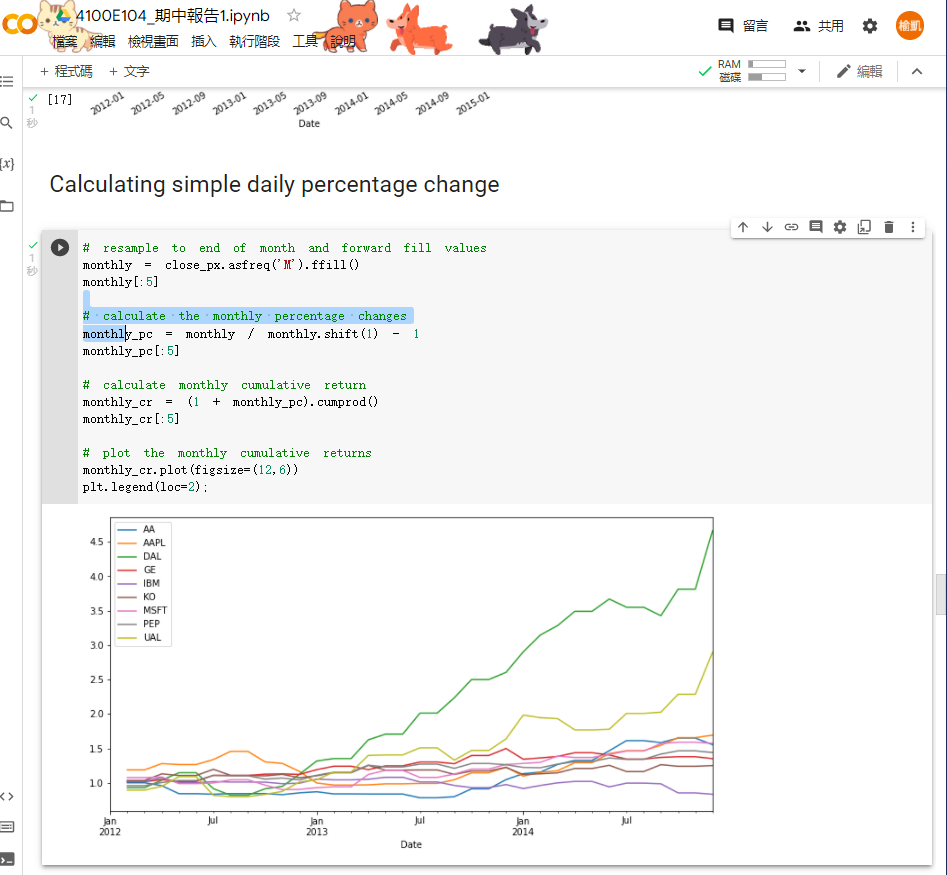 4100E104_期中報告1.ipynb
檔案 編輯 檢視畫面 插入 執行階段 工具 說明
留言 共用 榆凱
+ 程式碼 + 文字
RAM
磁碟
編輯
[17]
1
秒
2012-01 2012-05 2012-09 2013-01 2013-05 2013-09 2014-01 2014-05 2014-09 2015-01
Date
{x}
Calculating simple daily percentage change
1
秒
# resample to end of month and forward fill values
monthly = close_px.asfreq('M').ffill()
monthly[:5]
# calculate the monthly percentage changes
monthly_pc = monthly / monthly.shift(1) - 1
monthly_pc[:5]
# calculate monthly cumulative return
monthly_cr = (1 + monthly_pc).cumprod()
monthly_cr[:5]
# plot the monthly cumulative returns
monthly_cr.plot(figsize=(12,6))
plt.legend(loc=2);
AA
AAPL
DAL
GE
IBM
KO
MSFT
PEP
UAL
4.5
4.0
3.5
3.0
2.5
2.0
1.5
1.0
Jan Jul Jan Jul Jan Jul
2012 2013 2014
Date